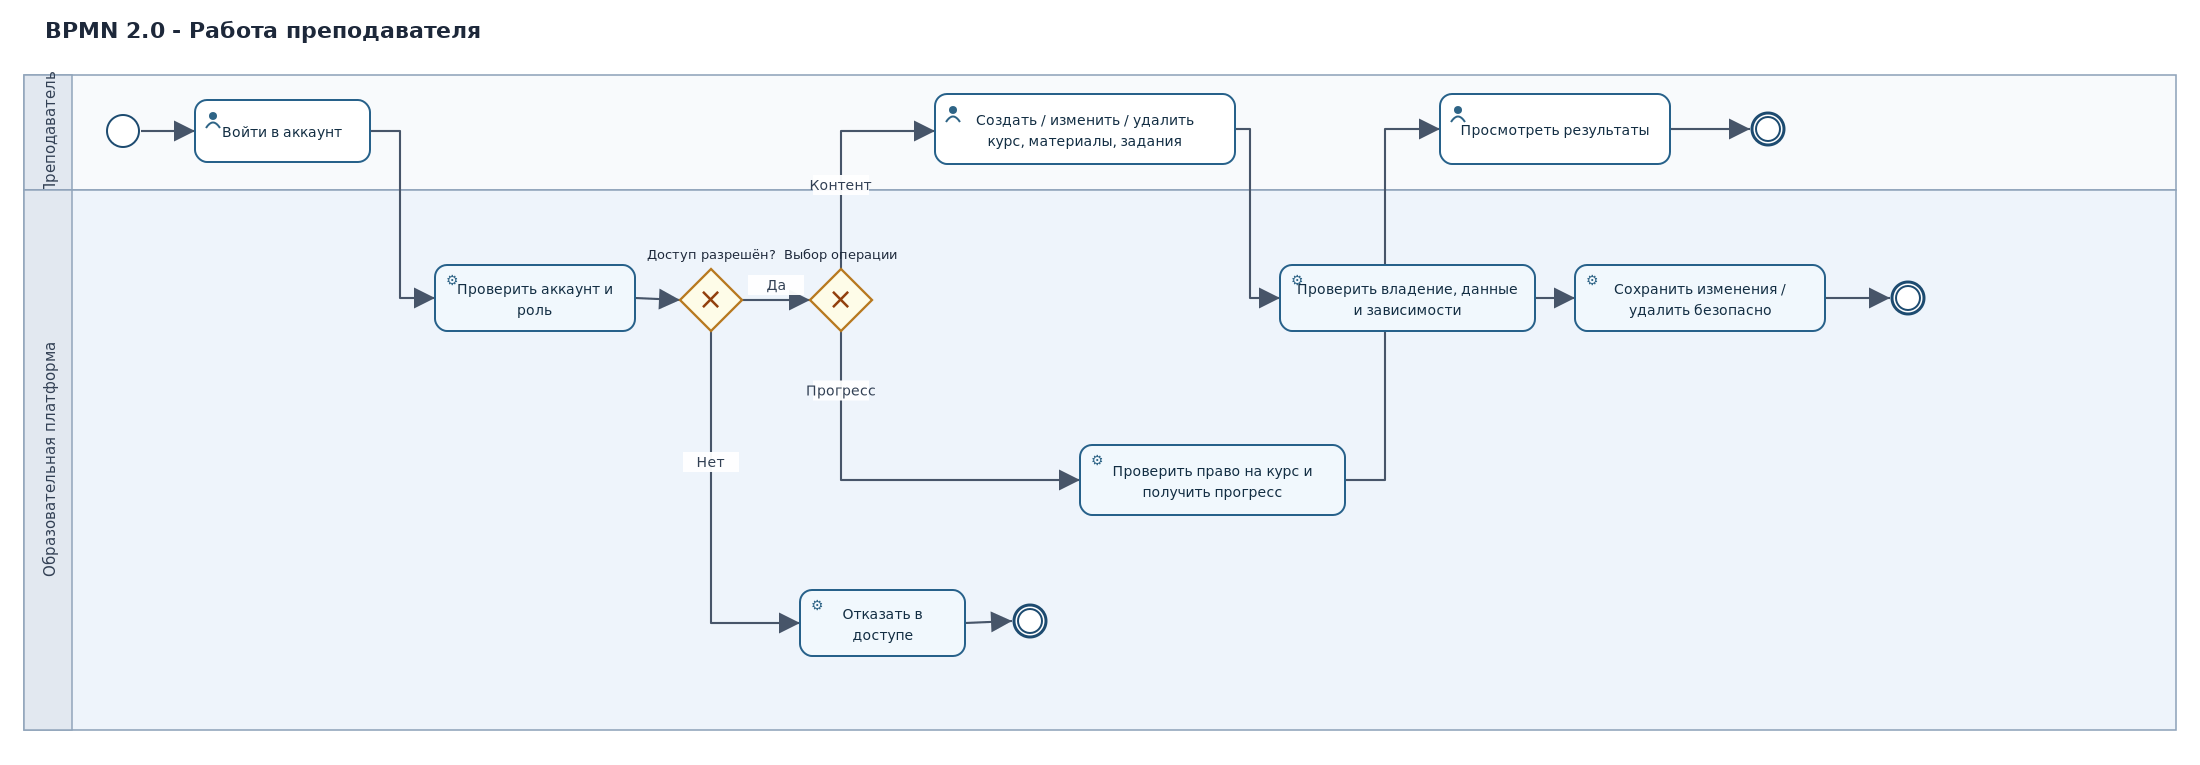 BPMN 2.0 - Работа преподавателя
Преподаватель
Войти в аккаунт
Создать / изменить / удалить
курс, материалы, задания
Просмотреть результаты
Контент
Образовательная платформа
Доступ разрешён?
Выбор операции
Проверить аккаунт и
роль
Да
Проверить владение, данные
и зависимости
Сохранить изменения /
удалить безопасно
Прогресс
Нет
Проверить право на курс и
получить прогресс
Отказать в
доступе